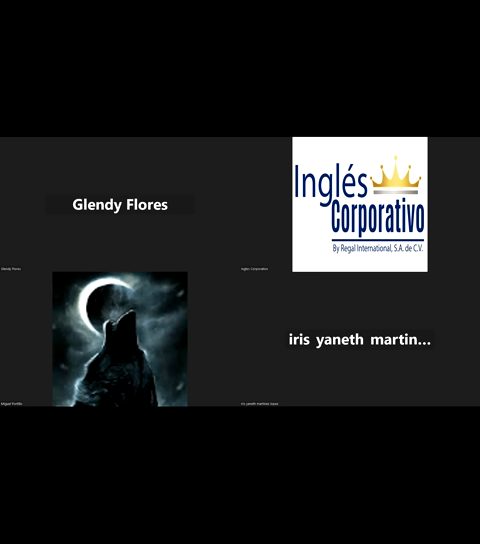 Glendy Flores
Glendy Flores
Inglés
Corporativo
By Regal International, S.A. de C.V.
Inglés Corporativo
Miguel Portillo
iris yaneth martin...
iris yaneth martinez lopez